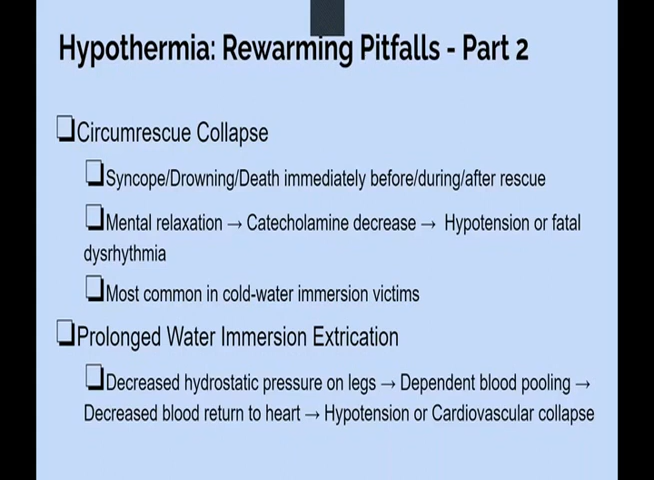 Hypothermia: Rewarming Pitfalls - Part 2
Circumrescue Collapse
Syncope/Drowning/Death immediately before/during/after rescue
Mental relaxation → Catecholamine decrease → Hypotension or fatal
dysrhythmia
Most common in cold-water immersion victims
Prolonged Water Immersion Extrication
Decreased hydrostatic pressure on legs → Dependent blood pooling →
Decreased blood return to heart → Hypotension or Cardiovascular collapse